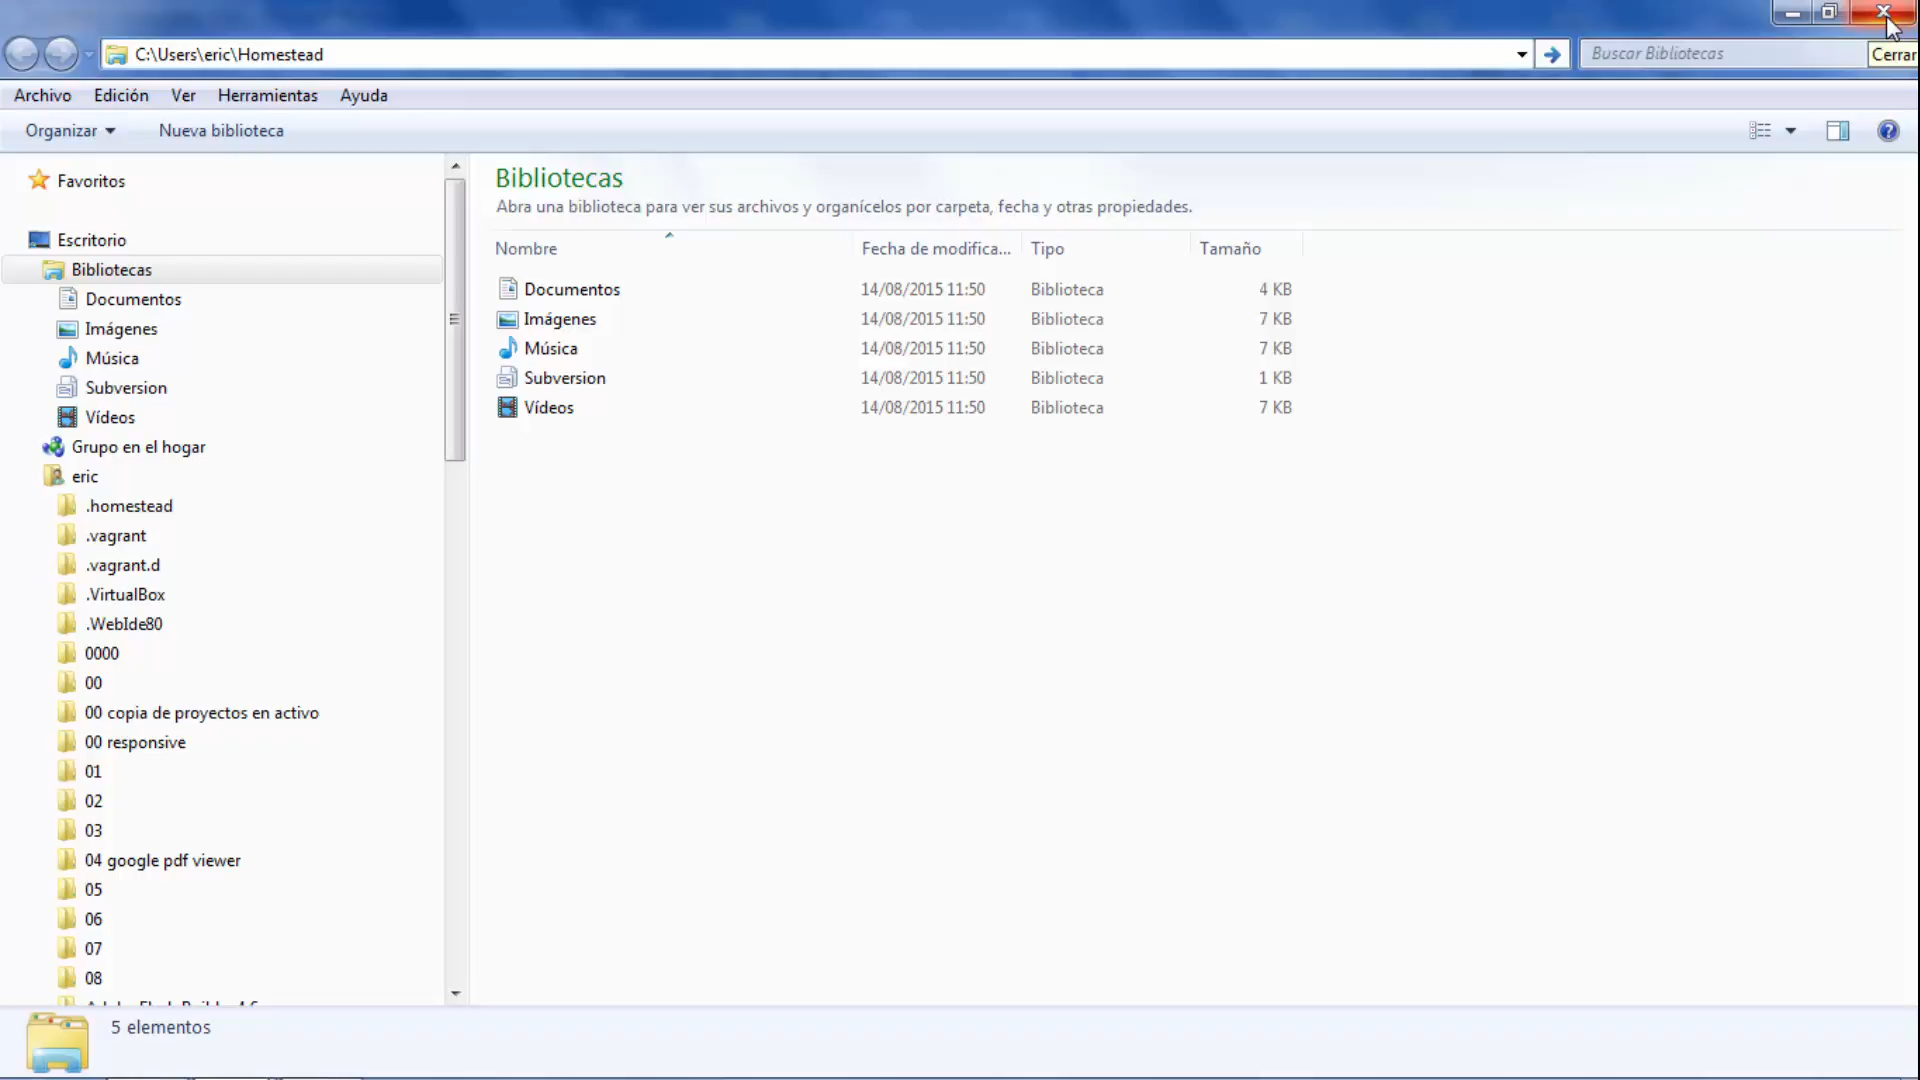 C:\Users\eric\Homestead
Buscar Bibliotecas
Cerrar
Archivo Edición Ver Herramientas Ayuda
Organizar Nueva biblioteca
Favoritos
Escritorio
Bibliotecas
Documentos
Imágenes
Música
Subversion
Vídeos
Grupo en el hogar
eric
.homestead
.vagrant
.vagrant.d
.VirtualBox
.WebIde80
0000
00
00 copia de proyectos en activo
00 responsive
01
02
03
04 google pdf viewer
05
06
07
08
Bibliotecas
Abra una biblioteca para ver sus archivos y organícelos por carpeta, fecha y otras propiedades.
Nombre Fecha de modifica... Tipo Tamaño
Documentos 14/08/2015 11:50 Biblioteca 4 KB
Imágenes 14/08/2015 11:50 Biblioteca 7 KB
Música 14/08/2015 11:50 Biblioteca 7 KB
Subversion 14/08/2015 11:50 Biblioteca 1 KB
Vídeos 14/08/2015 11:50 Biblioteca 7 KB
5 elementos